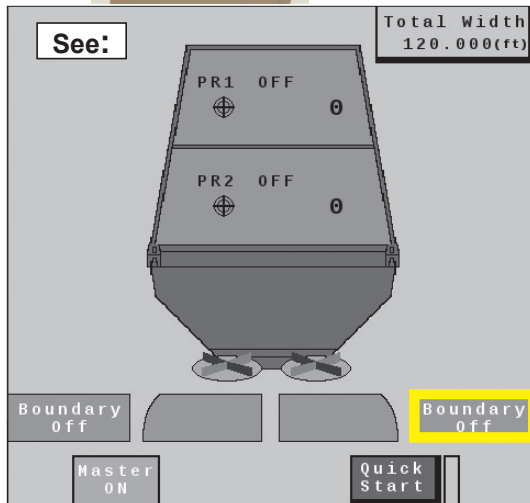 See:
Total Width
120.000(ft)
PR1 OFF
0
PR2 OFF
0
Boundary
Off
Boundary
Off
Master
ON
Quick
Start